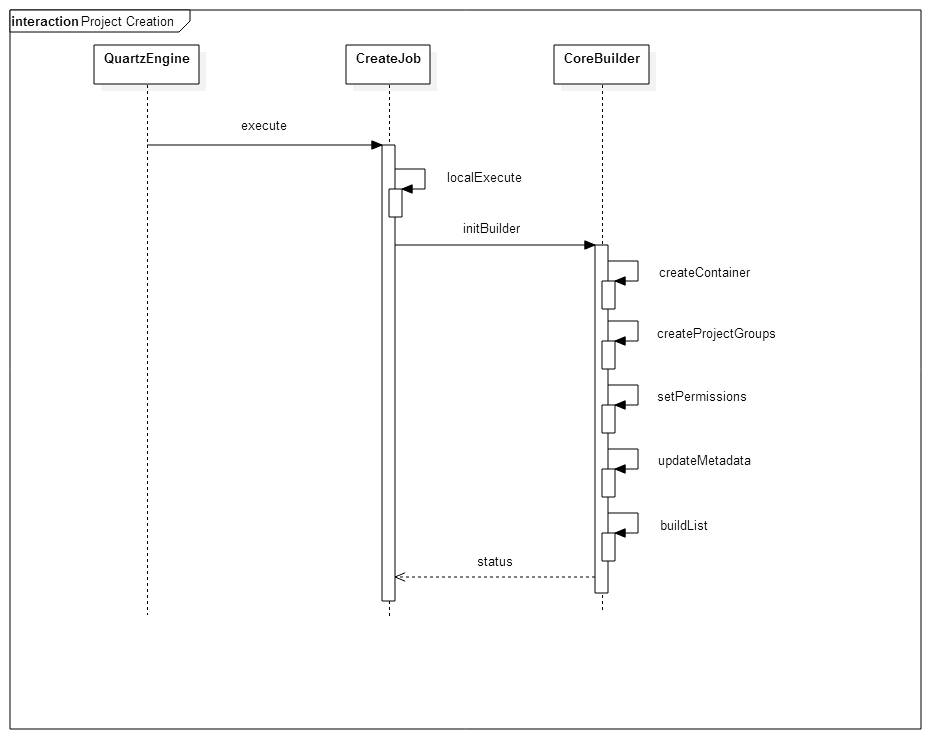 interaction Project Creation
QuartzEngine
CreateJob
CoreBuilder
execute
localExecute
initBuilder
createContainer
createProjectGroups
setPermissions
updateMetadata
buildList
status